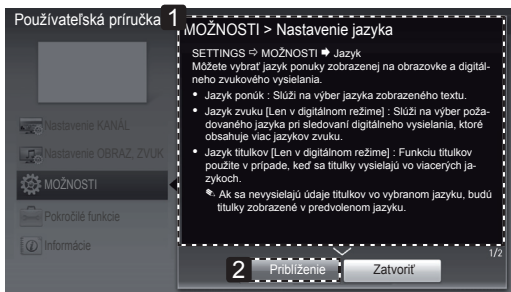 Používateľská príručka
1
MOŽNOSTI > Nastavenie jazyka
SETTINGS ⇨ MOŽNOSTI ➡ Jazyk
Môžete vybrať jazyk ponuky zobrazenej na obrazovke a digitál-
neho zvukového vysielania.
• Jazyk ponúk : Slúži na výber jazyka zobrazeného textu.
• Jazyk zvuku [Len v digitálnom režime] : Slúži na výber poža-
dovaného jazyka pri sledovaní digitálneho vysielania, ktoré
obsahuje viac jazykov zvuku.
• Jazyk titulkov [Len v digitálnom režime] : Funkciu titulkov
použite v prípade, keď sa titulky vysielajú vo viacerých ja-
zykoch.
Ak sa nevysielajú údaje titulkov vo vybranom jazyku, budú
titulky zobrazené v predvolenom jazyku.
Nastavenie KANÁL
Nastavenie OBRAZ, ZVUK
MOŽNOSTI
Pokročilé funkcie
Informácie
1/2
2
Priblíženie
Zatvoriť